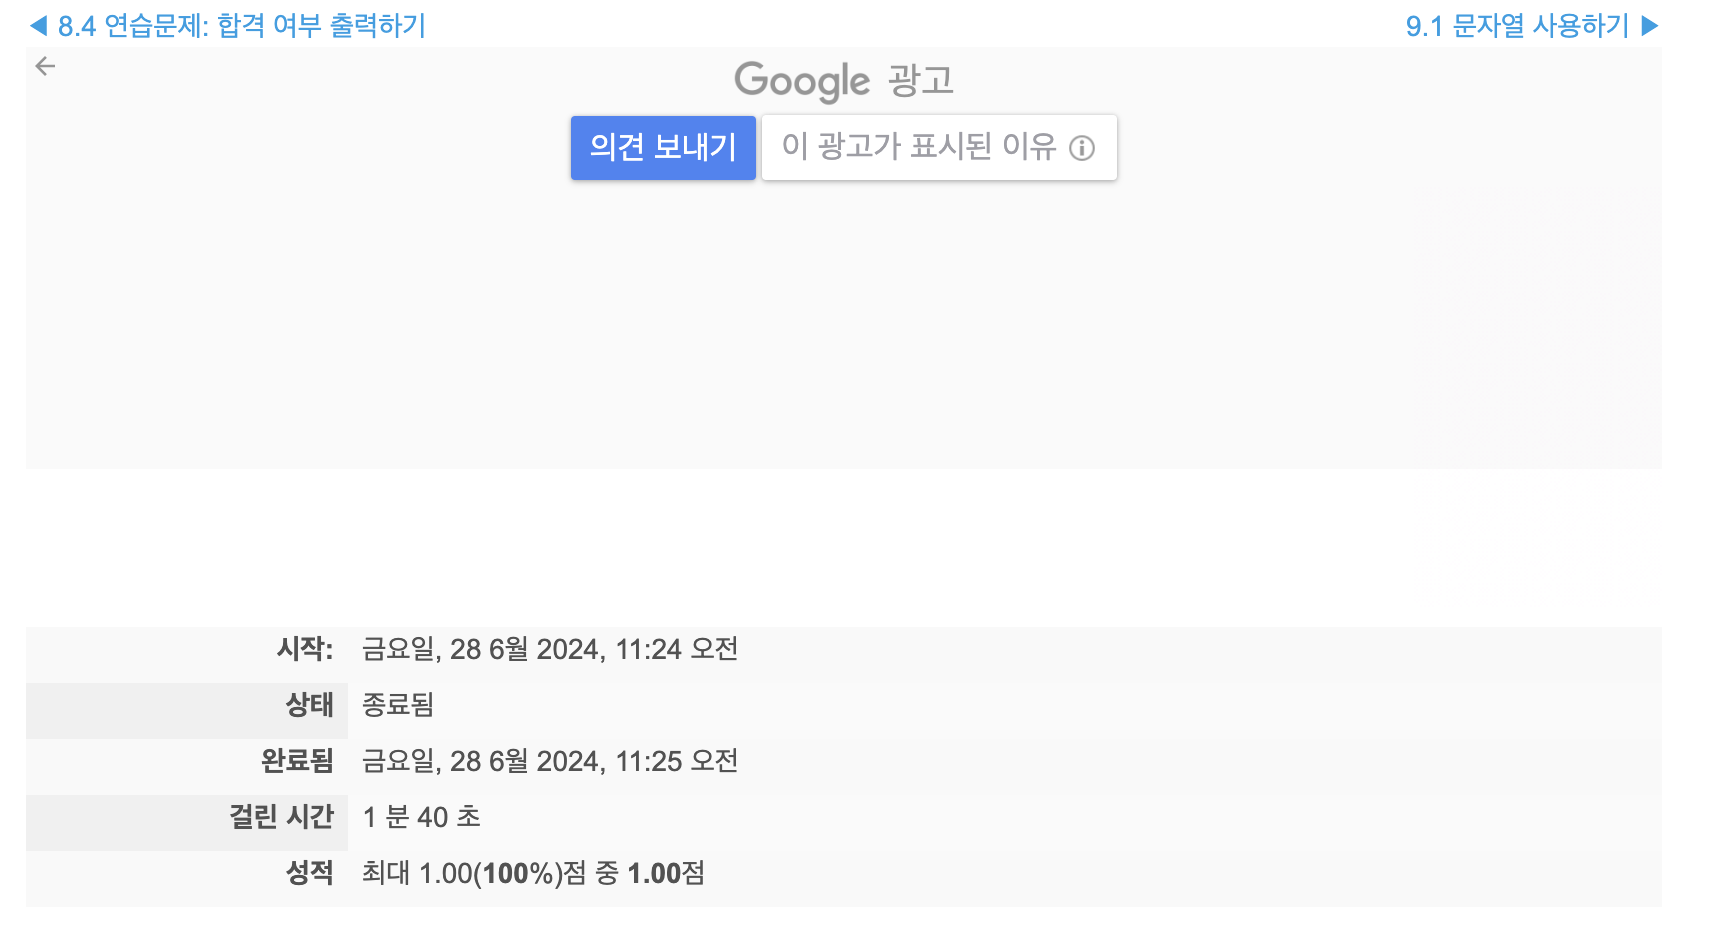 ◀ 8.4 연습문제: 합격 여부 출력하기
9.1 문자열 사용하기 ▶
Google 광고
의견 보내기
이 광고가 표시된 이유
시작: 금요일, 28 6월 2024, 11:24 오전
상태 종료됨
완료됨 금요일, 28 6월 2024, 11:25 오전
걸린 시간 1 분 40 초
성적 최대 1.00(100%)점 중 1.00점